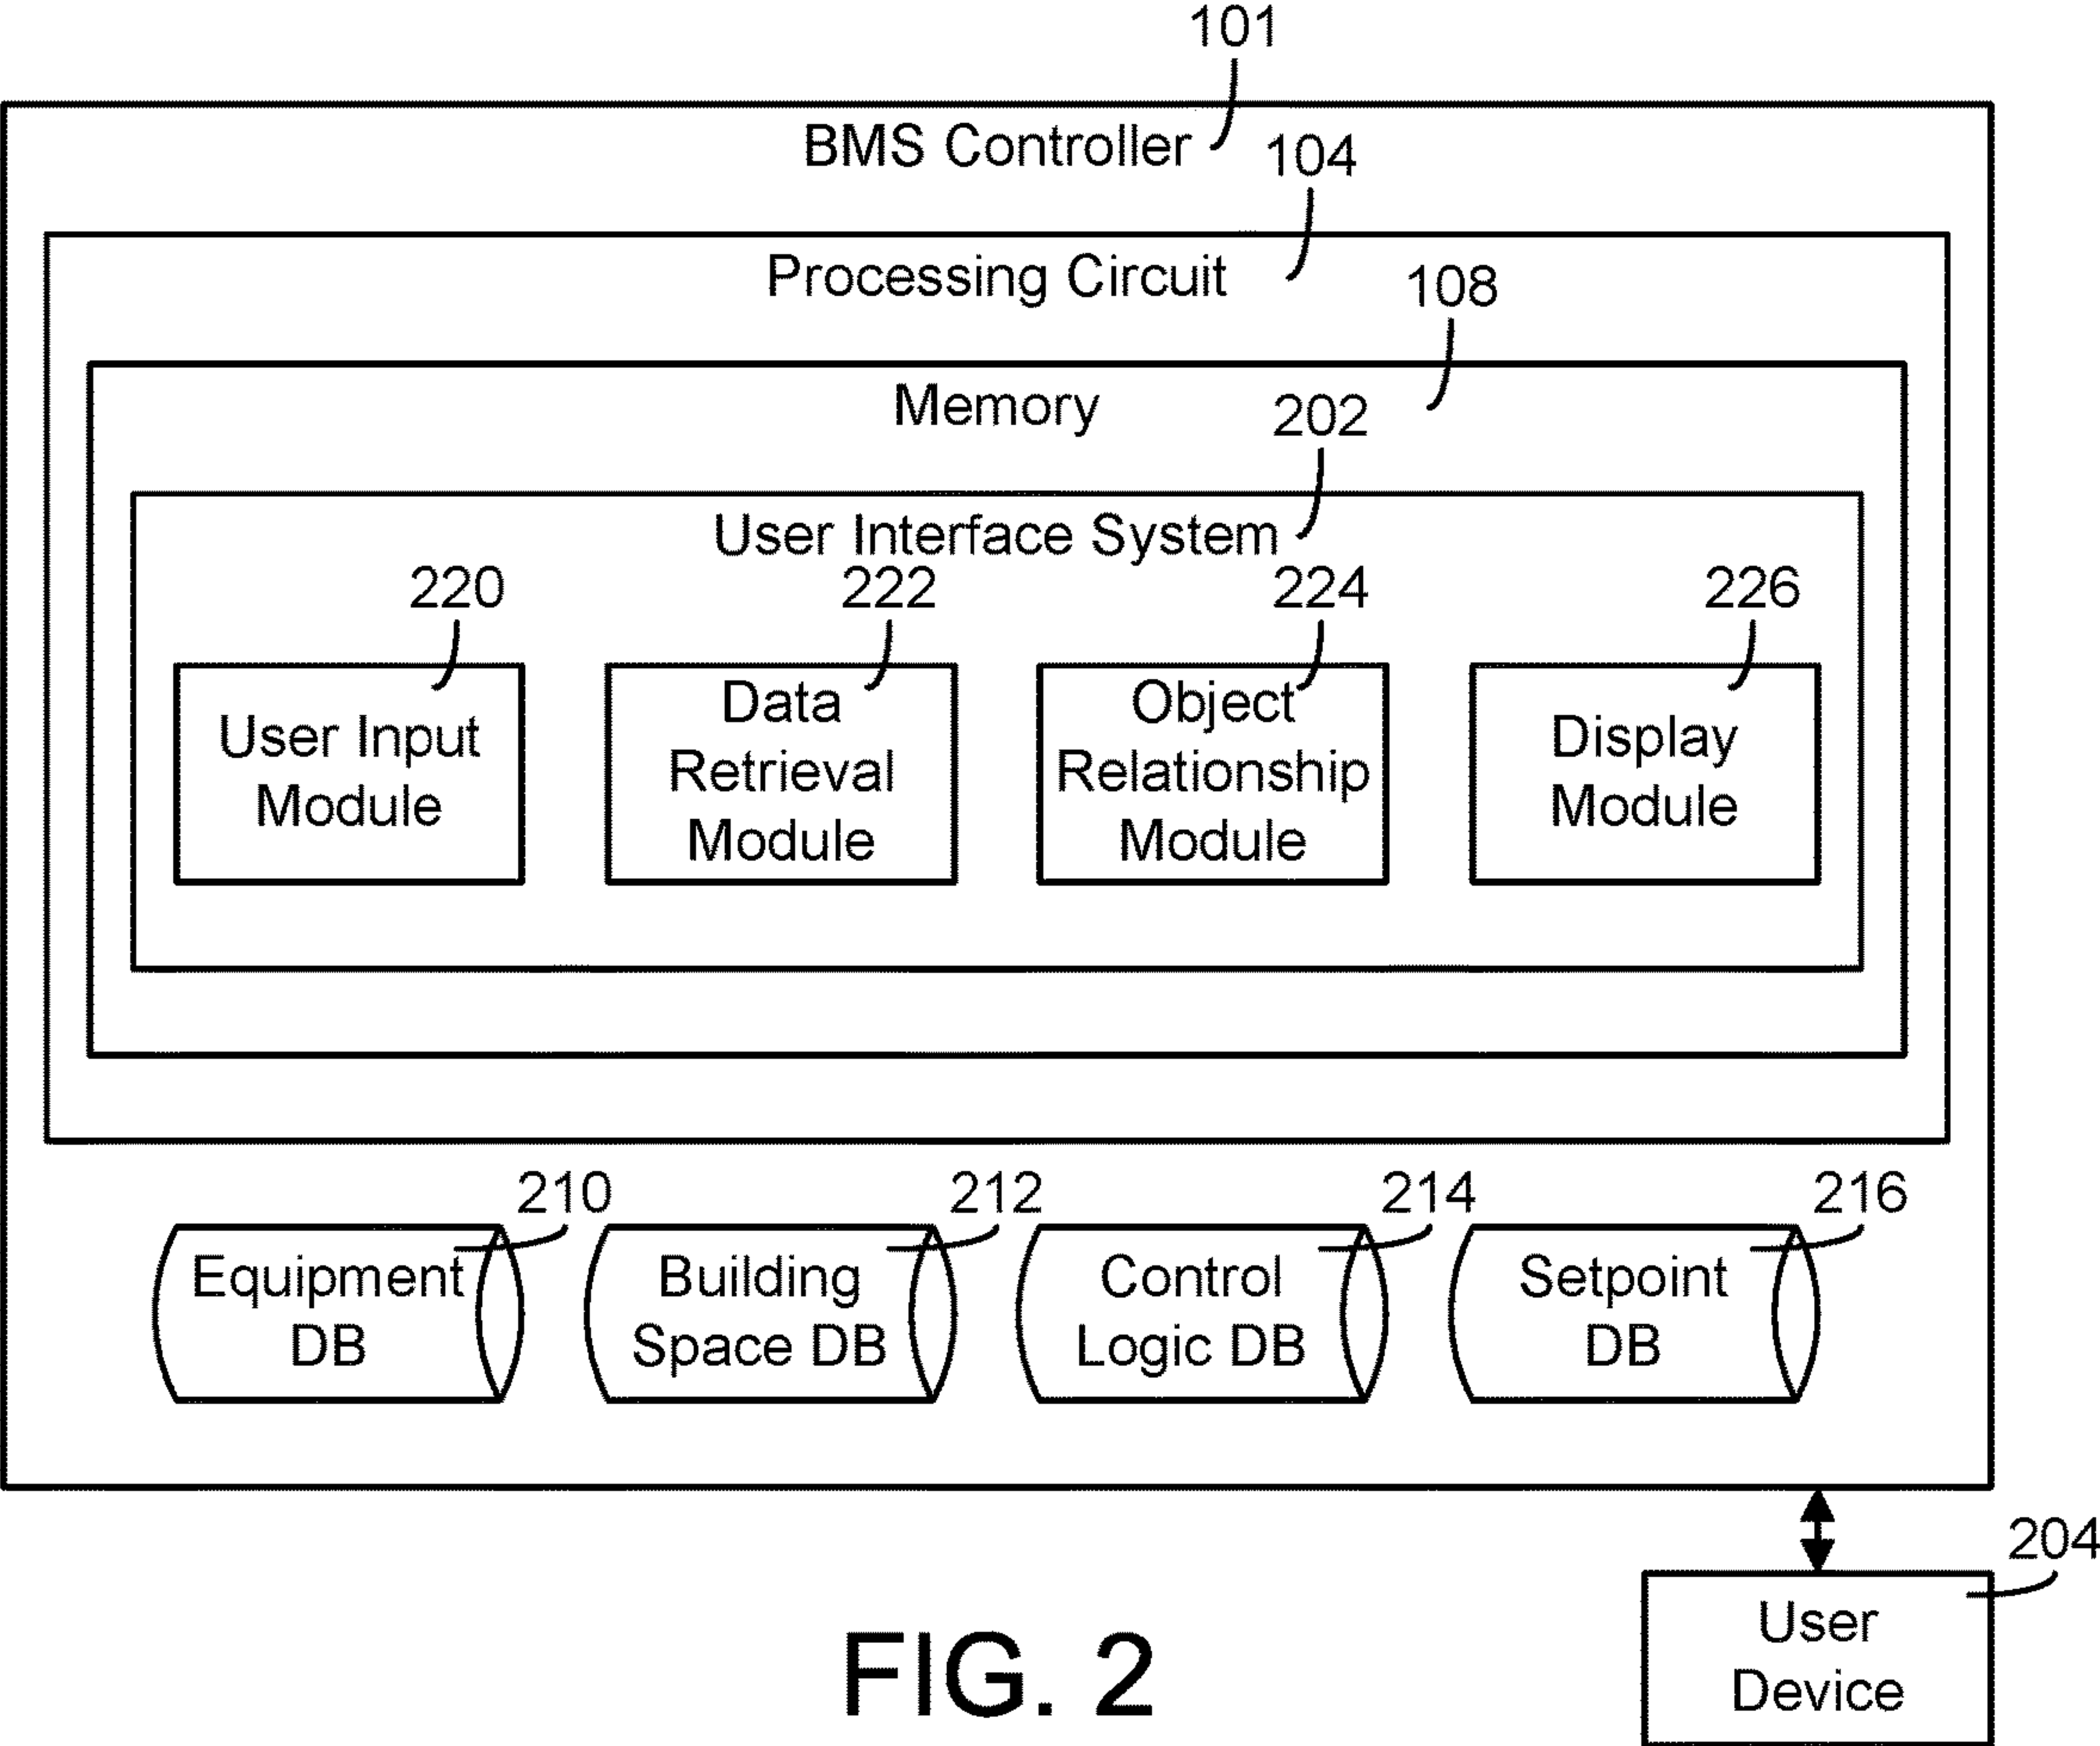 101
BMS Controller
104
Processing Circuit
108
Memory
202
User Interface System
220
222
224
226
User Input
Module
Data
Retrieval
Module
Object
Relationship
Module
Display
Module
210
212
214
216
Equipment
DB
Building
Space DB
Control
Logic DB
Setpoint
DB
204
User
Device
FIG. 2